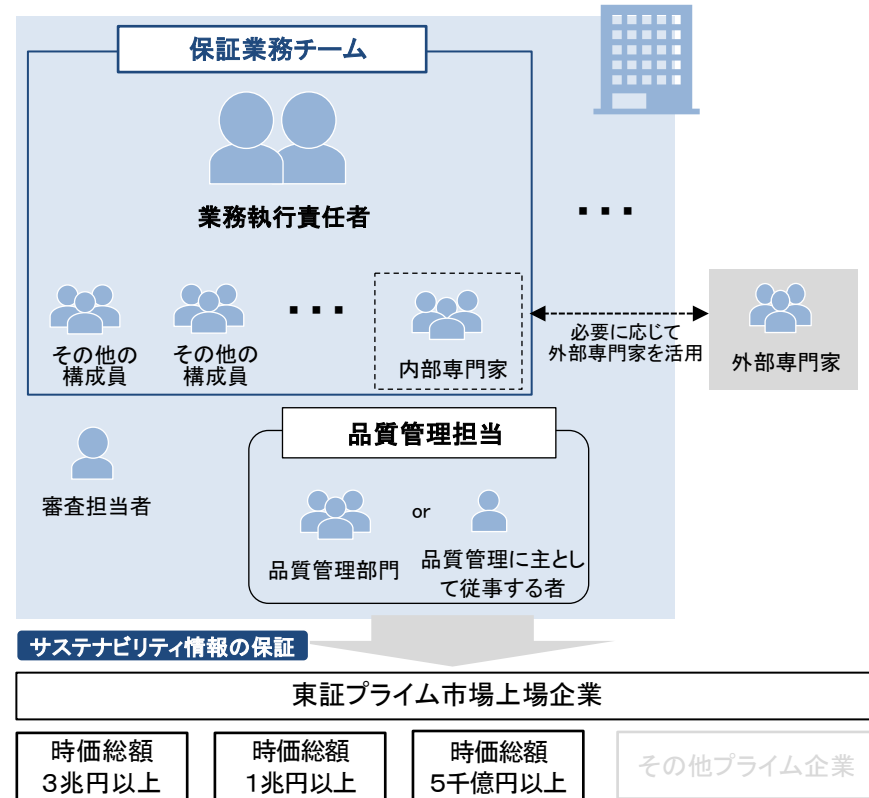 保証業務チーム
業務執行責任者
・・・
その他の
構成員
その他の
構成員
・・・
内部専門家
必要に応じて
外部専門家を活用
外部専門家
品質管理担当
審査担当者
品質管理部門
or
品質管理に主とし
て従事する者
サステナビリティ情報の保証
東証プライム市場上場企業
時価総額
3兆円以上
時価総額
1兆円以上
時価総額
5千億円以上
その他プライム企業